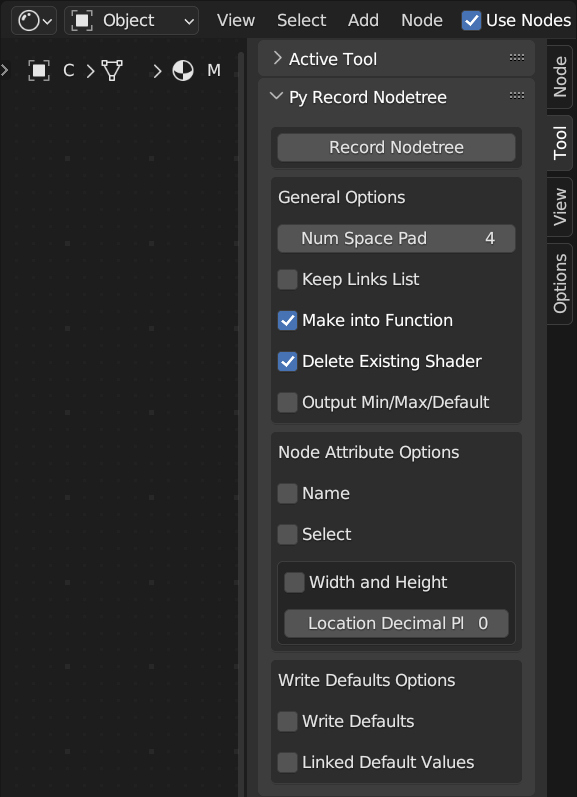 Object View Select Add Node Use Nodes
C M
Active Tool
Py Record Nodetree
Record Nodetree
General Options
Num Space Pad 4
Keep Links List
Make into Function
Delete Existing Shader
Output Min/Max/Default
Node Attribute Options
Name
Select
Width and Height
Location Decimal Pl 0
Write Defaults Options
Write Defaults
Linked Default Values
Node
Tool
View
Options